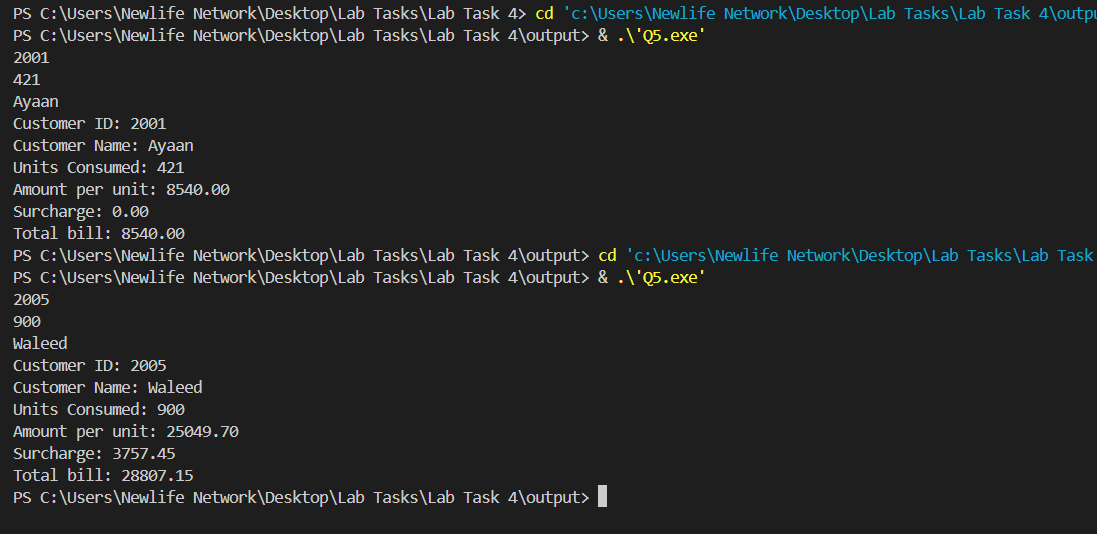 PS C:\Users\Newlife Network\Desktop\Lab Tasks\Lab Task 4> cd 'c:\Users\Newlife Network\Desktop\Lab Tasks\Lab Task 4\outpu
PS C:\Users\Newlife Network\Desktop\Lab Tasks\Lab Task 4\output> & .\'Q5.exe'
2001
421
Ayaan
Customer ID: 2001
Customer Name: Ayaan
Units Consumed: 421
Amount per unit: 8540.00
Surcharge: 0.00
Total bill: 8540.00
PS C:\Users\Newlife Network\Desktop\Lab Tasks\Lab Task 4\output> cd 'c:\Users\Newlife Network\Desktop\Lab Tasks\Lab Task
PS C:\Users\Newlife Network\Desktop\Lab Tasks\Lab Task 4\output> & .\'Q5.exe'
2005
900
Waleed
Customer ID: 2005
Customer Name: Waleed
Units Consumed: 900
Amount per unit: 25049.70
Surcharge: 3757.45
Total bill: 28807.15
PS C:\Users\Newlife Network\Desktop\Lab Tasks\Lab Task 4\output>